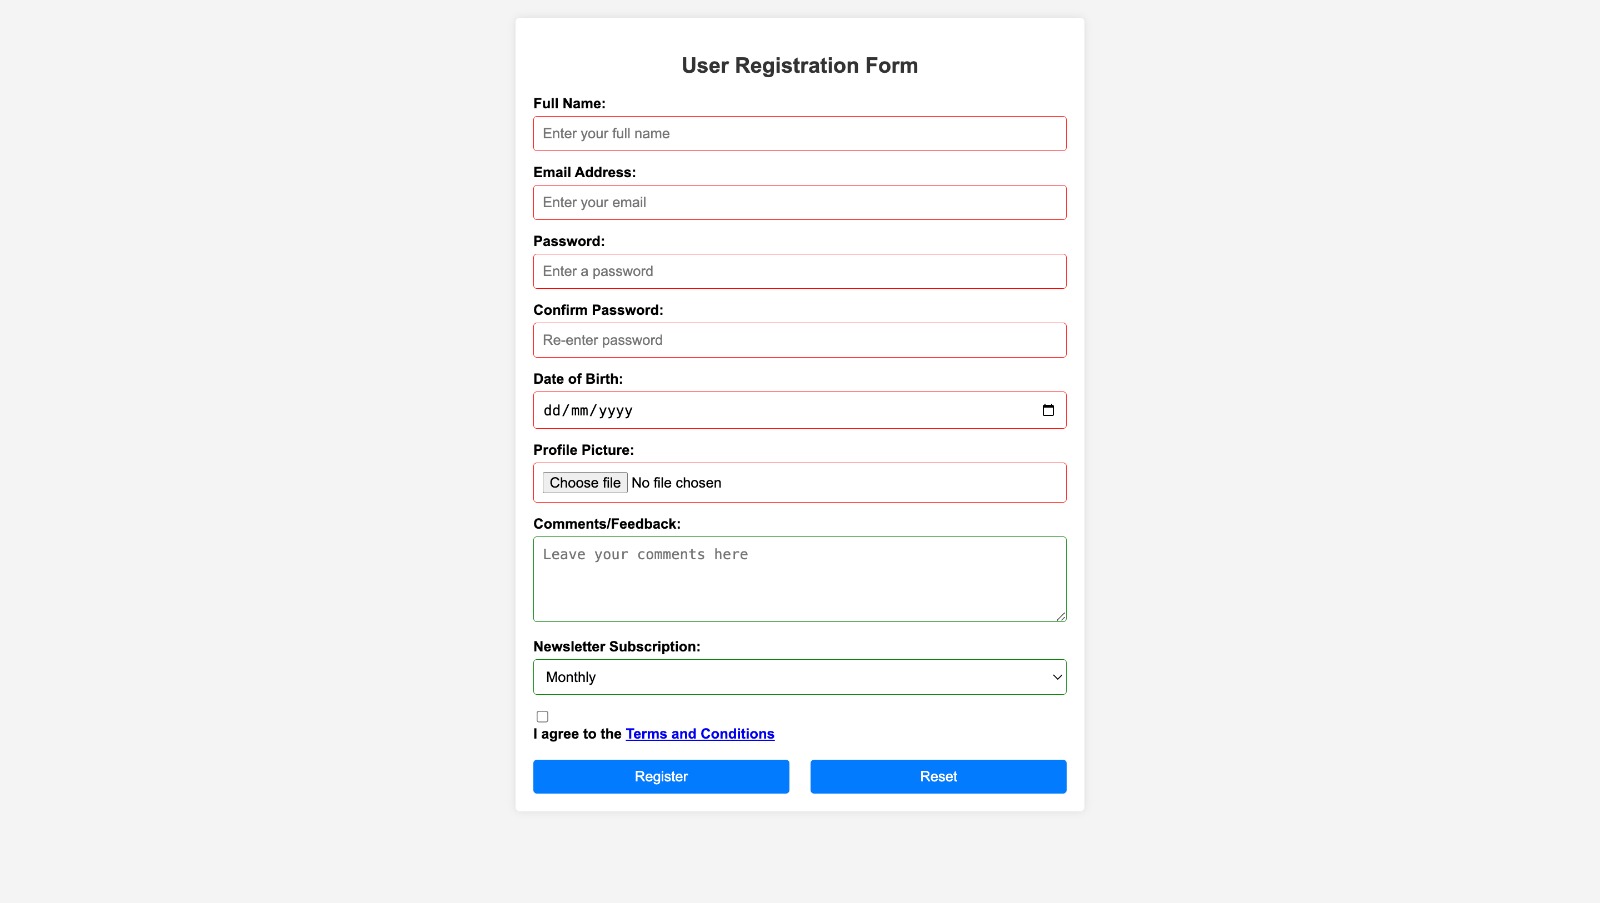 User Registration Form
Full Name:
Enter your full name
Email Address:
Enter your email
Password:
Enter a password
Confirm Password:
Re-enter password
Date of Birth:
dd/mm/yyyy
Profile Picture:
Choose file No file chosen
Comments/Feedback:
Leave your comments here
Newsletter Subscription:
Monthly
I agree to the Terms and Conditions
Register Reset